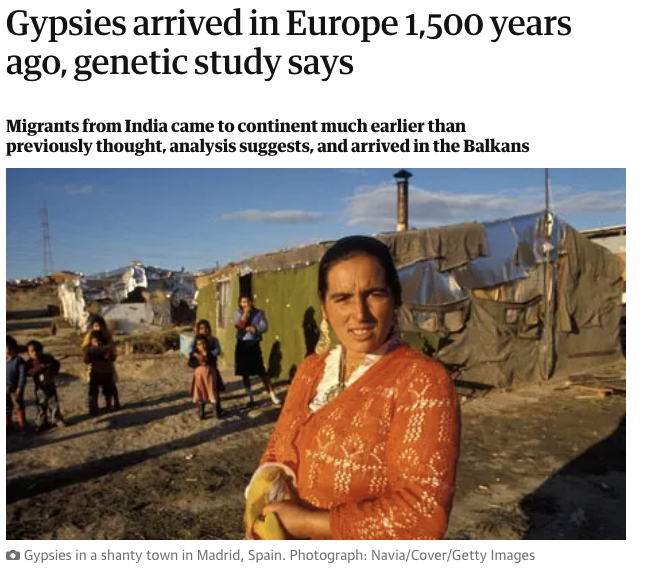 Gypsies arrived in Europe 1,500 years
ago, genetic study says
Migrants from India came to continent much earlier than
previously thought, analysis suggests, and arrived in the Balkans
Gypsies in a shanty town in Madrid, Spain. Photograph: Navia/Cover/Getty Images